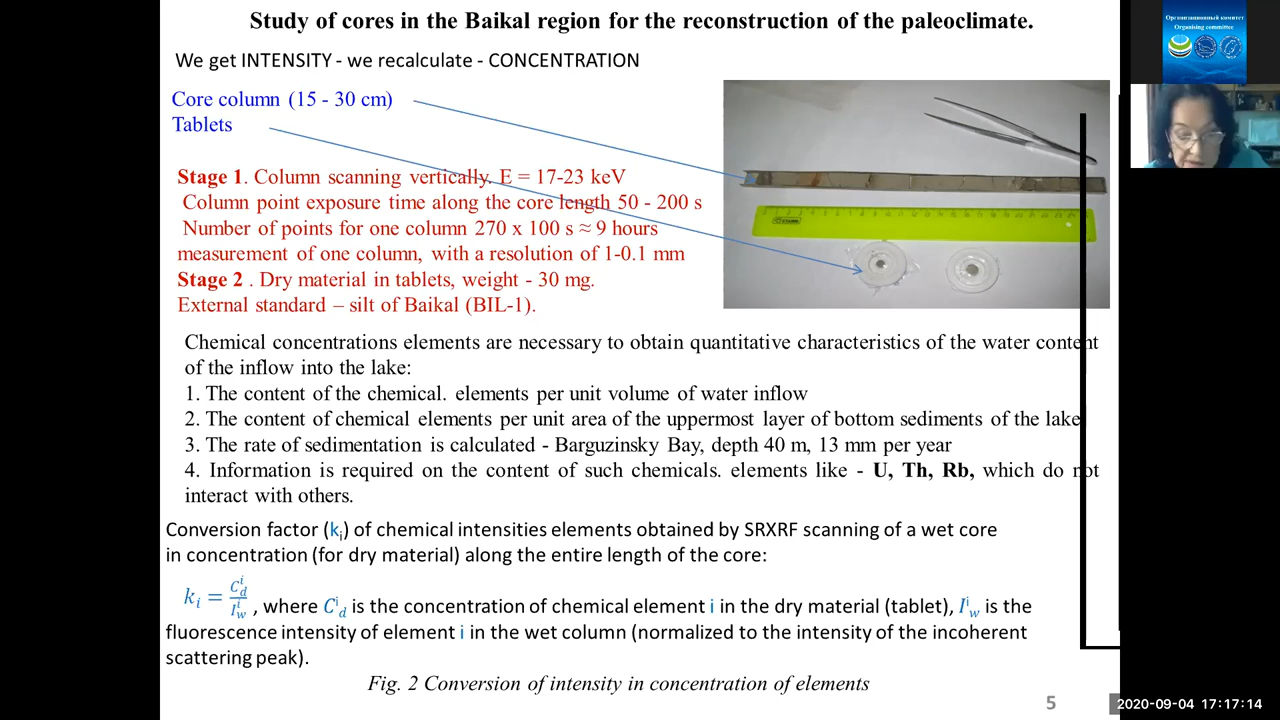 Study of cores in the Baikal region for the reconstruction of the paleoclimate.
We get INTENSITY - we recalculate - CONCENTRATION
Core column (15 - 30 cm)
Tablets
Stage 1. Column scanning vertically. E = 17-23 keV
Column point exposure time along the core length 50 - 200 s
Number of points for one column 270 x 100 s ≈ 9 hours
measurement of one column, with a resolution of 1-0.1 mm
Stage 2 . Dry material in tablets, weight - 30 mg.
External standard – silt of Baikal (BIL-1).
Chemical concentrations elements are necessary to obtain quantitative characteristics of the water content
of the inflow into the lake:
1. The content of the chemical. elements per unit volume of water inflow
2. The content of chemical elements per unit area of the uppermost layer of bottom sediments of the lake
3. The rate of sedimentation is calculated - Barguzinsky Bay, depth 40 m, 13 mm per year
4. Information is required on the content of such chemicals. elements like - U, Th, Rb, which do not
interact with others.
Conversion factor (kᵢ) of chemical intensities elements obtained by SRXRF scanning of a wet core
in concentration (for dry material) along the entire length of the core:
kᵢ = C_d^i / I_w^i , where C^i_d is the concentration of chemical element i in the dry material (tablet), I^i_w is the
fluorescence intensity of element i in the wet column (normalized to the intensity of the incoherent
scattering peak).
Fig. 2 Conversion of intensity in concentration of elements
5
Организационный комитет
Organising committee
2020-09-04 17:17:14